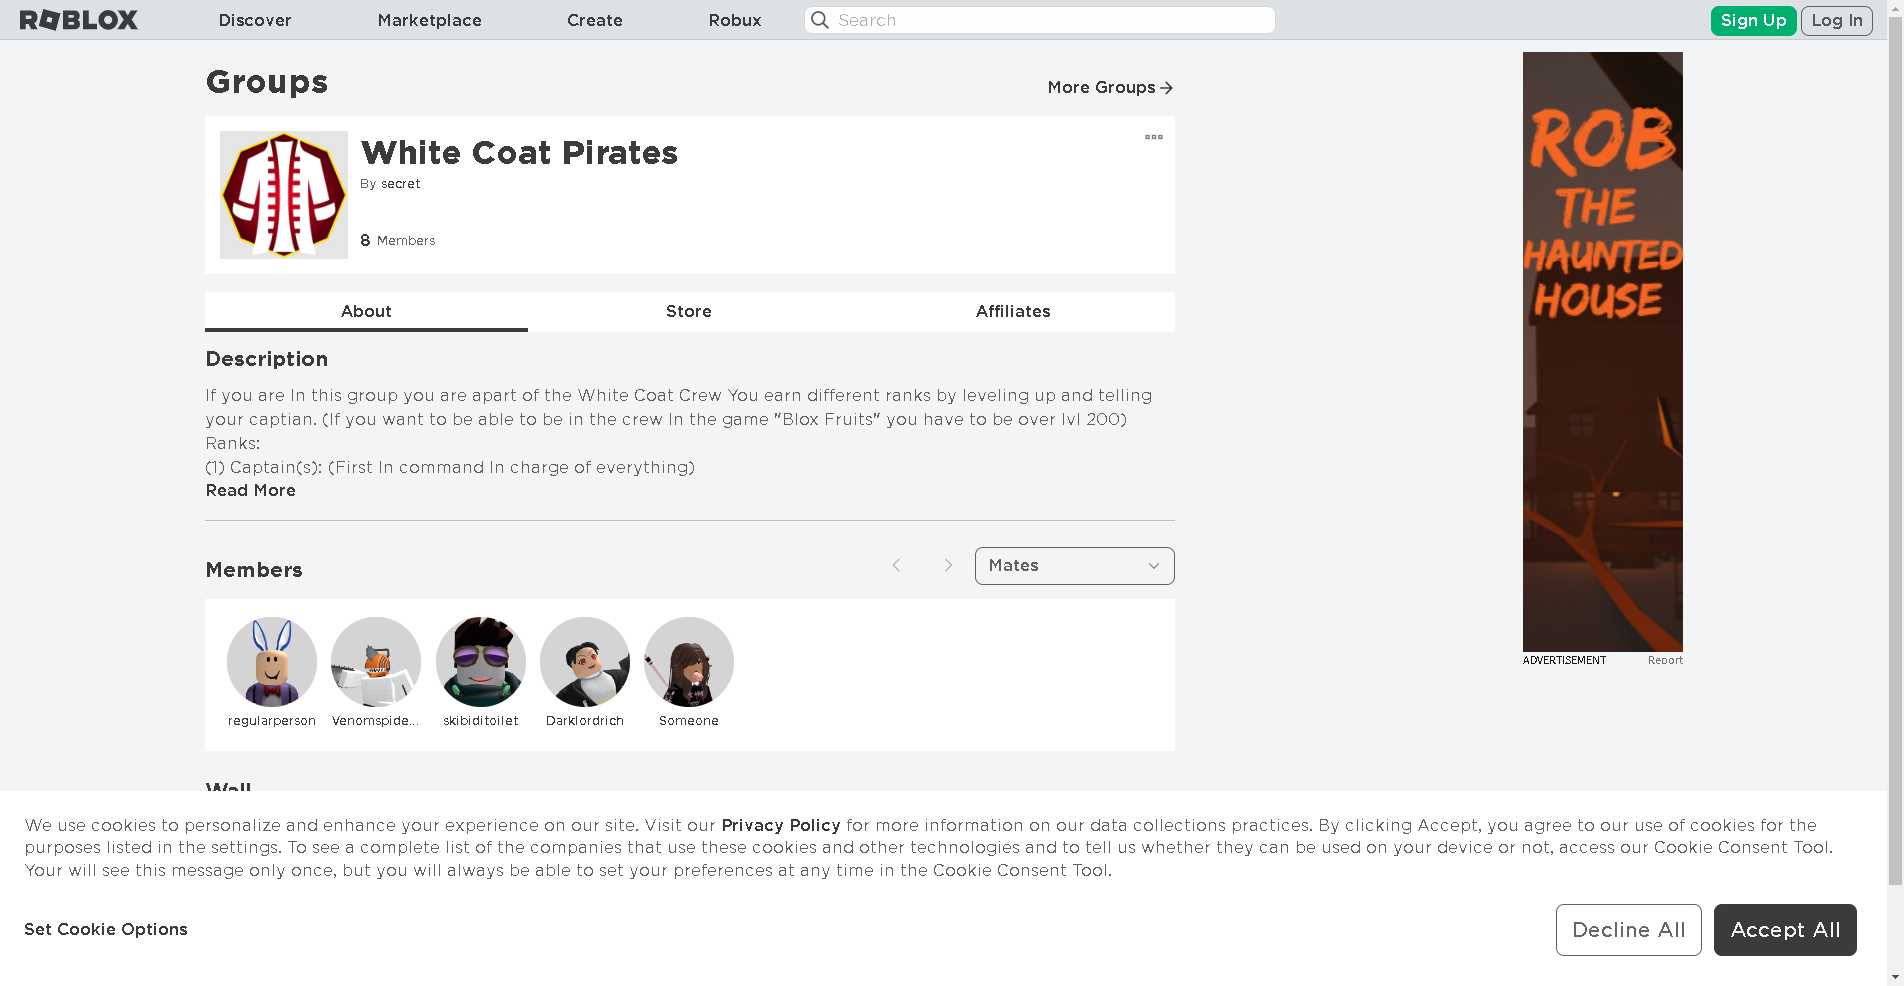 ROBLOX Discover Marketplace Create Robux Search Sign Up Log In
Groups
More Groups
White Coat Pirates
By secret
8 Members
About Store Affiliates
Description
If you are In this group you are apart of the White Coat Crew You earn different ranks by leveling up and telling
your captian. (If you want to be able to be in the crew In the game "Blox Fruits" you have to be over lvl 200)
Ranks:
(1) Captain(s): (First In command In charge of everything)
Read More
Members
Mates
regularperson Venomspide... skibiditoilet Darklordrich Someone
Wall
ROB
THE
HAUNTED
HOUSE
ADVERTISEMENT Report
We use cookies to personalize and enhance your experience on our site. Visit our Privacy Policy for more information on our data collections practices. By clicking Accept, you agree to our use of cookies for the
purposes listed in the settings. To see a complete list of the companies that use these cookies and other technologies and to tell us whether they can be used on your device or not, access our Cookie Consent Tool.
Your will see this message only once, but you will always be able to set your preferences at any time in the Cookie Consent Tool.
Set Cookie Options
Decline All
Accept All